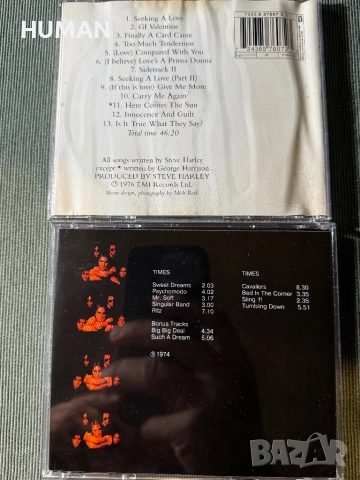 HUMAN
1. Seeking A Love
2. GI Valentine
3. Finally A Card Came
4. Too Much Tenderness
5. (Love) Compared With You
6. (I believe) Love's A Prima Donna
7. Sidetrack II
8. Seeking A Love (Part II)
9. (If this is love) Give Me More
10. Carry Me Again
*11. Here Comes The Sun
12. Innocence And Guilt
13. Is It True What They Say?
Total time 46:20
All songs written by Steve Harley
except * written by George Harrison
PRODUCED BY STEVE HARLEY
℗ 1976 EMI Records Ltd.
Sleeve design, photography by Mick Rock
TIMES
Sweet Dreams 2.03
Psychomodo 4.02
Mr. Soft 3.17
Singular Band 3.00
Ritz 7.10
Bonus Tracks
Big Big Deal 4.34
Such A Dream 5.06
℗ 1974
TIMES
Cavaliers 8.30
Bed In The Corner 3.35
Sling It! 2.35
Tumbling Down 5.51
BAZAR